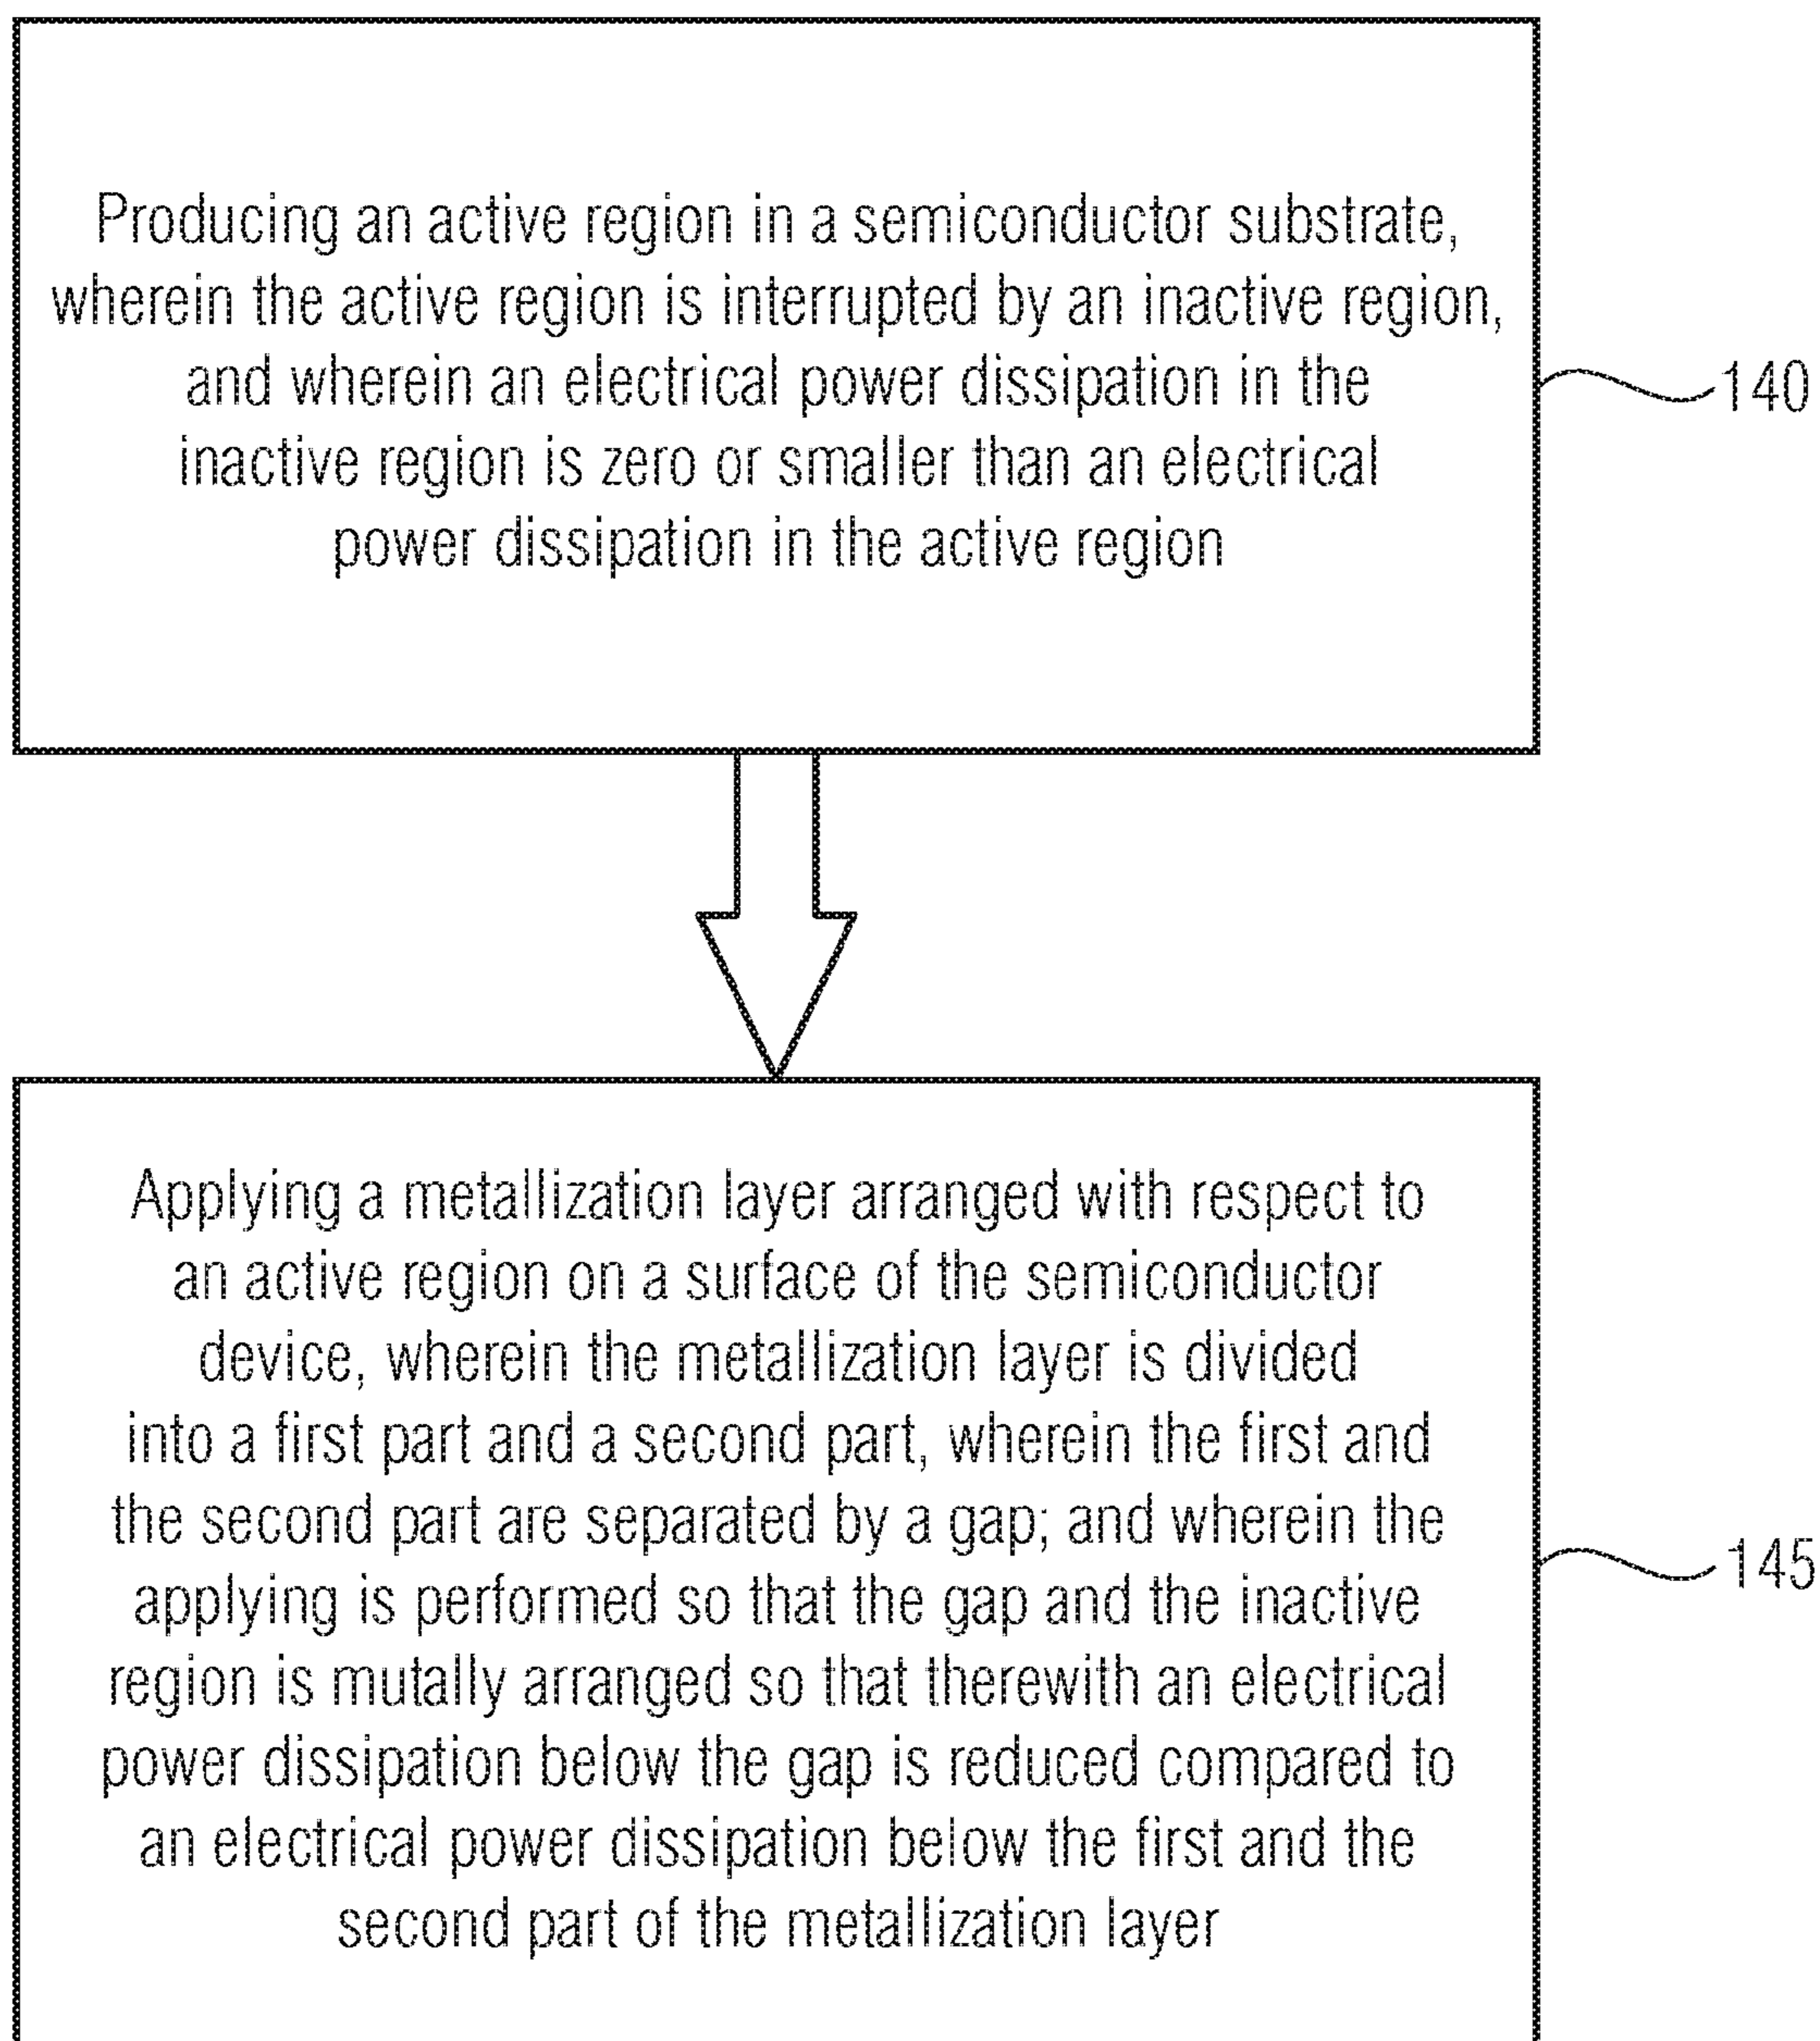 Producing an active region in a semiconductor substrate,
wherein the active region is interrupted by an inactive region,
and wherein an electrical power dissipation in the
inactive region is zero or smaller than an electrical
power dissipation in the active region
140
Applying a metallization layer arranged with respect to
an active region on a surface of the semiconductor
device, wherein the metallization layer is divided
into a first part and a second part, wherein the first and
the second part are separated by a gap; and wherein the
applying is performed so that the gap and the inactive
region is mutally arranged so that therewith an electrical
power dissipation below the gap is reduced compared to
an electrical power dissipation below the first and the
second part of the metallization layer
145